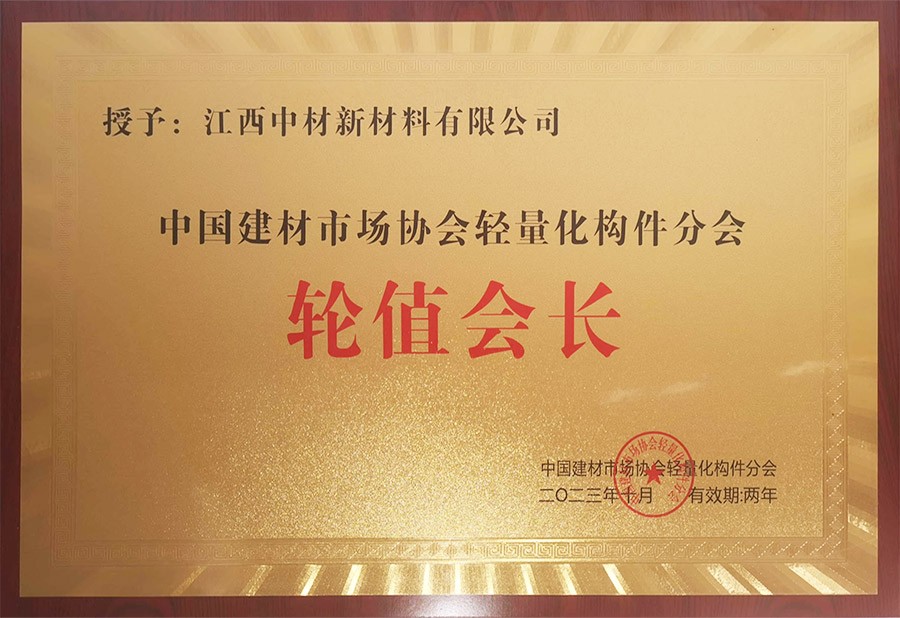 授予：江西中材新材料有限公司
中国建材市场协会轻量化构件分会
轮值会长
中国建材市场协会轻量化构件分会
二〇二三年十月 有效期:两年